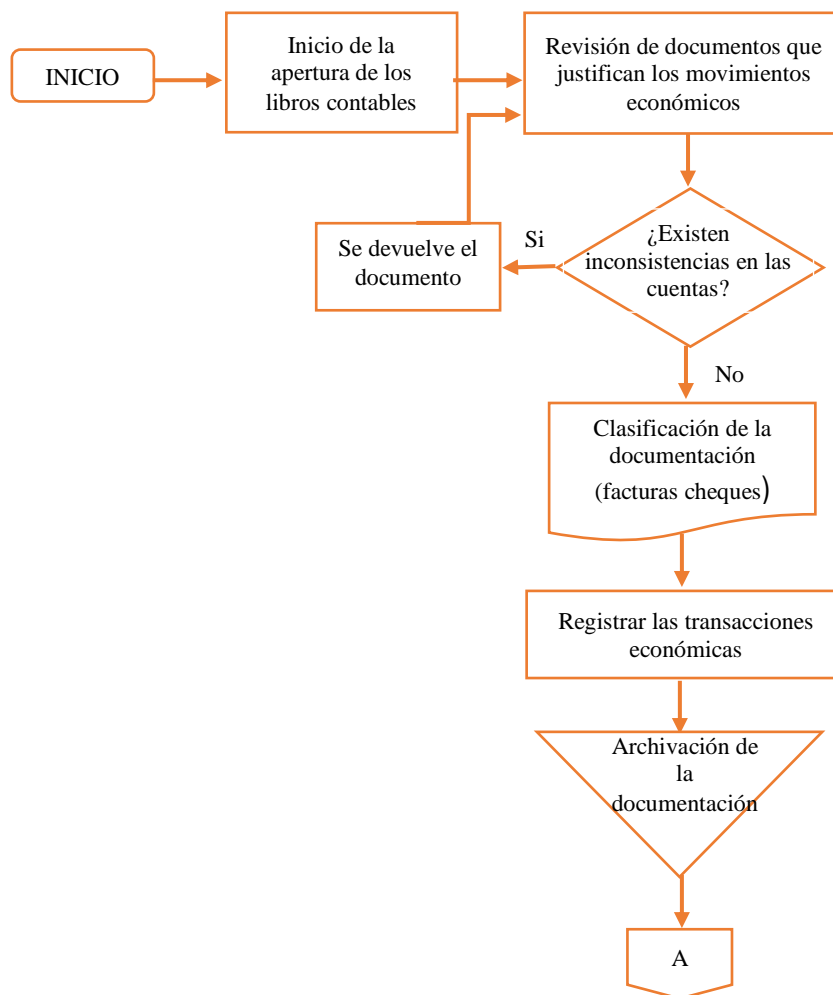 INICIO
Inicio de la
apertura de los
libros contables
Revisión de documentos que
justifican los movimientos
económicos
Se devuelve el
documento
Si
¿Existen
inconsistencias en las
cuentas?
No
Clasificación de la
documentación
(facturas cheques)
Registrar las transacciones
económicas
Archivación de
la
documentación
A